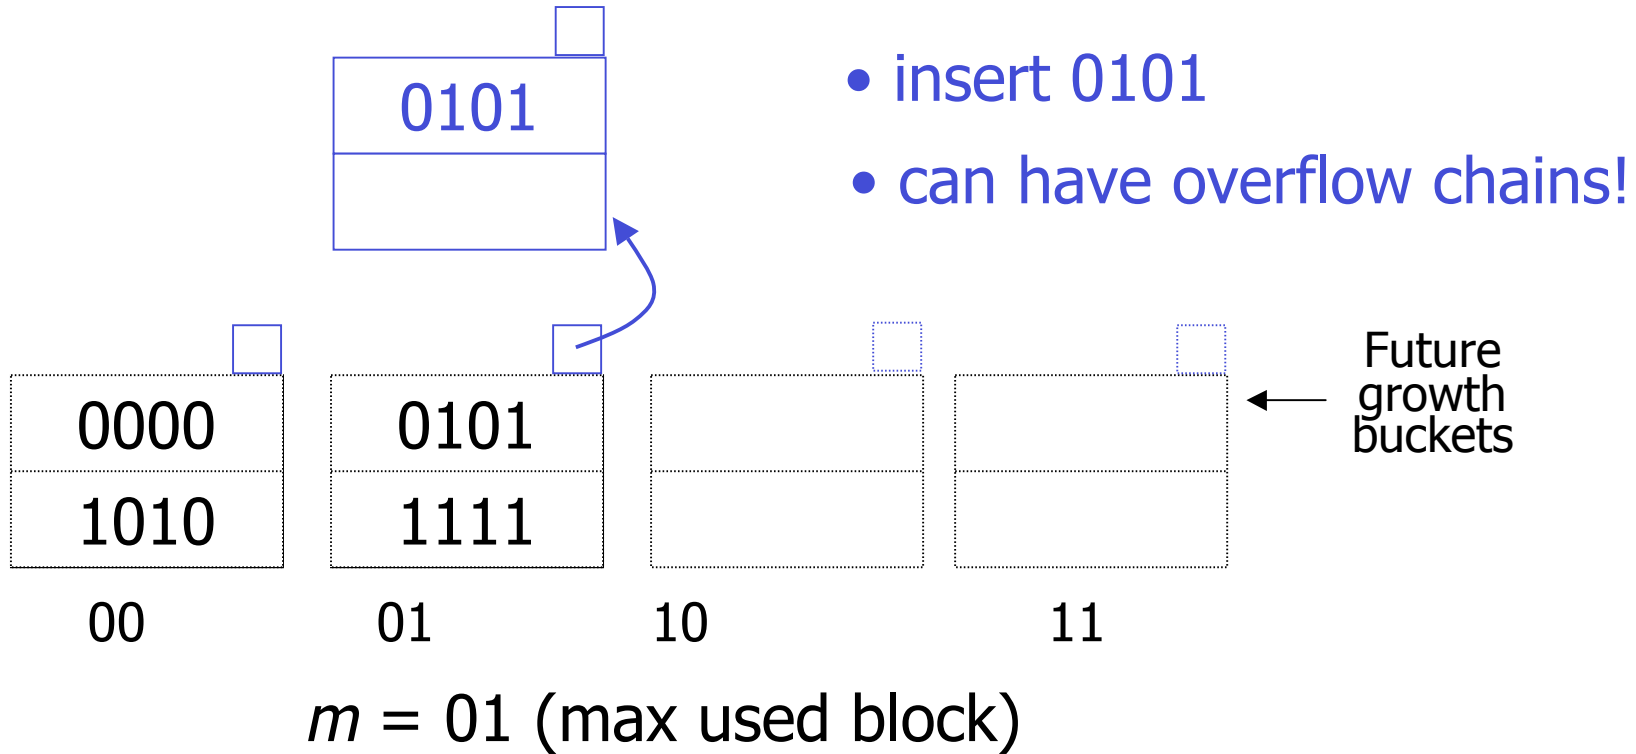 0101
• insert 0101
• can have overflow chains!
0000
1010
0101
1111
Future
growth
buckets
00
01
10
11
m = 01 (max used block)